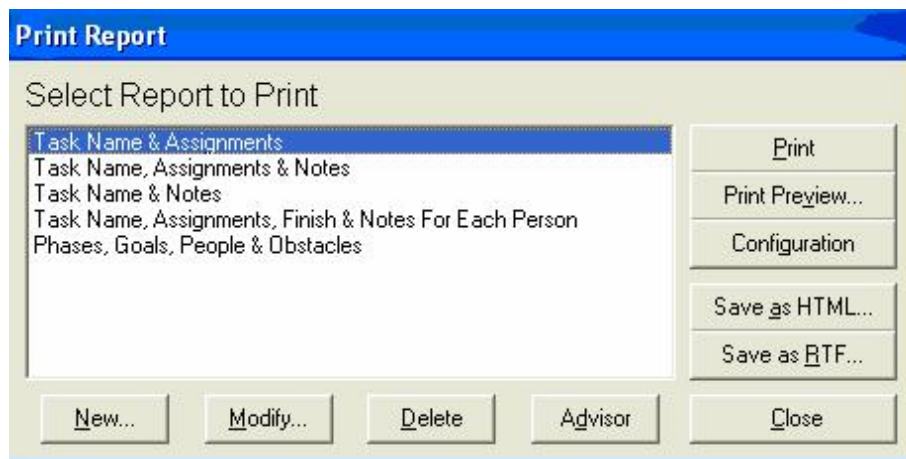 Print Report
Select Report to Print
Task Name & Assignments
Task Name, Assignments & Notes
Task Name & Notes
Task Name, Assignments, Finish & Notes For Each Person
Phases, Goals, People & Obstacles
Print
Print Preview...
Configuration
Save as HTML...
Save as RTF...
New...
Modify...
Delete
Advisor
Close